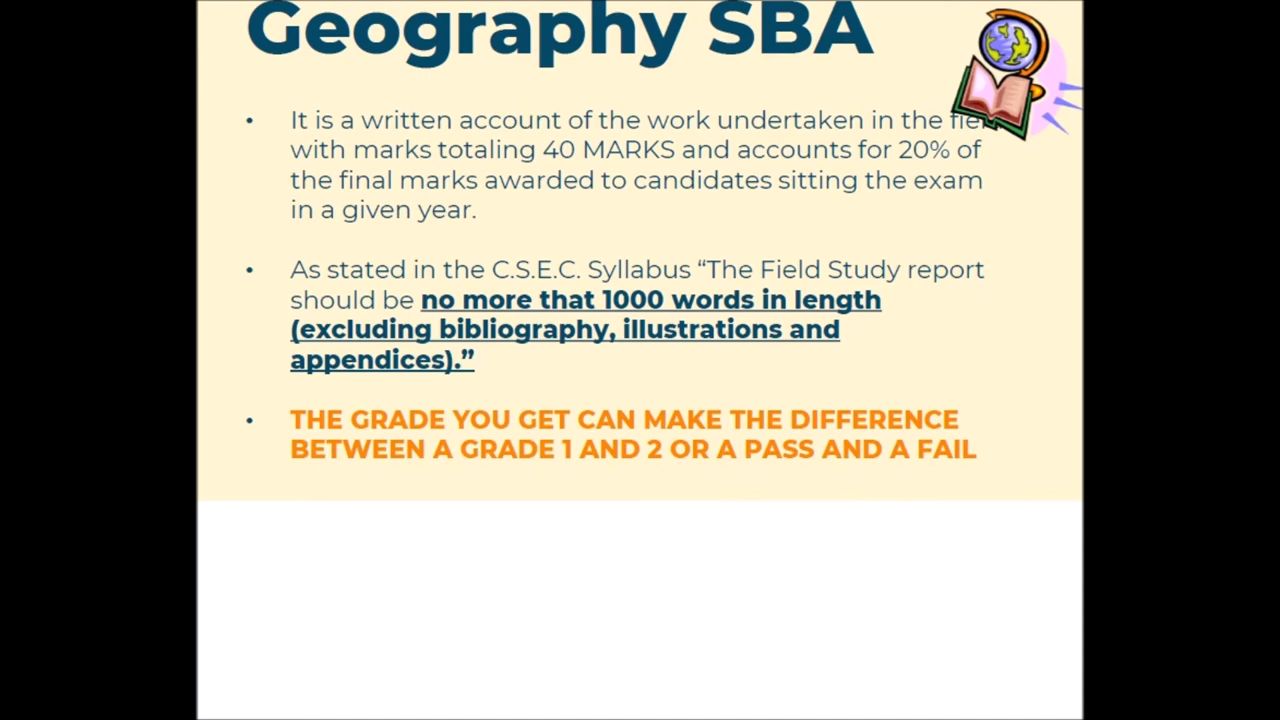 Geography SBA
• It is a written account of the work undertaken in the
with marks totaling 40 MARKS and accounts for 20% of
the final marks awarded to candidates sitting the exam
in a given year.
• As stated in the C.S.E.C. Syllabus “The Field Study report
should be no more that 1000 words in length
(excluding bibliography, illustrations and
appendices).”
• THE GRADE YOU GET CAN MAKE THE DIFFERENCE
BETWEEN A GRADE 1 AND 2 OR A PASS AND A FAIL